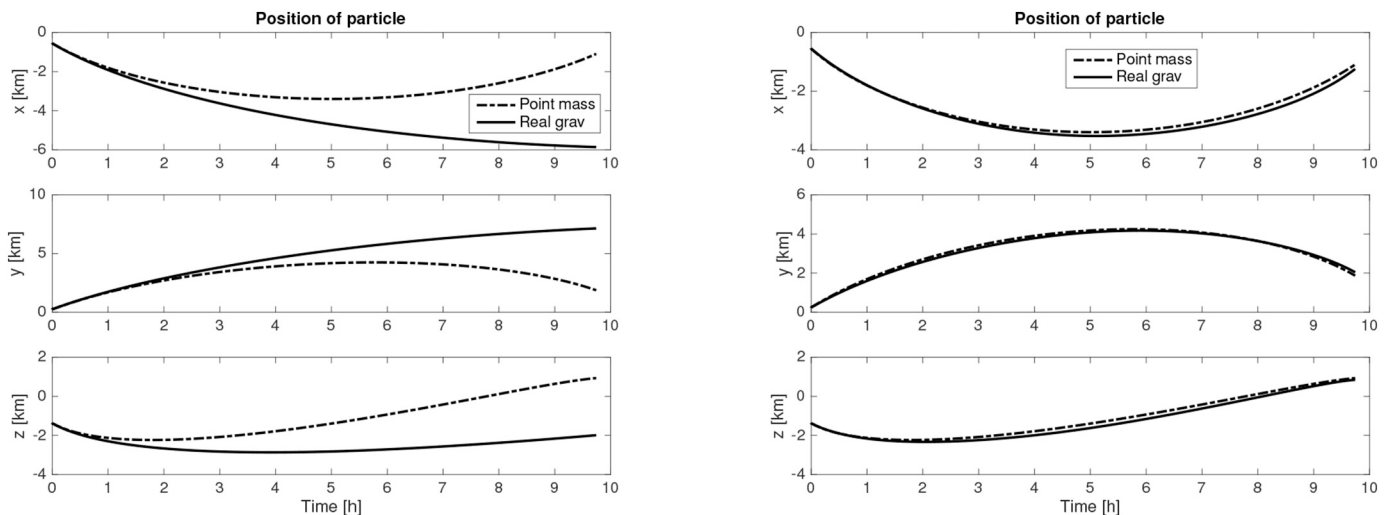 Position of particle
0
-2
-4
-6
x [km]
Point mass
Real grav
0 1 2 3 4 5 6 7 8 9 10
10
5
0
y [km]
0 1 2 3 4 5 6 7 8 9 10
2
0
-2
-4
z [km]
0 1 2 3 4 5 6 7 8 9 10
Time [h]
Position of particle
0
-2
-4
x [km]
Point mass
Real grav
0 1 2 3 4 5 6 7 8 9 10
6
4
2
0
y [km]
0 1 2 3 4 5 6 7 8 9 10
2
0
-2
-4
z [km]
0 1 2 3 4 5 6 7 8 9 10
Time [h]